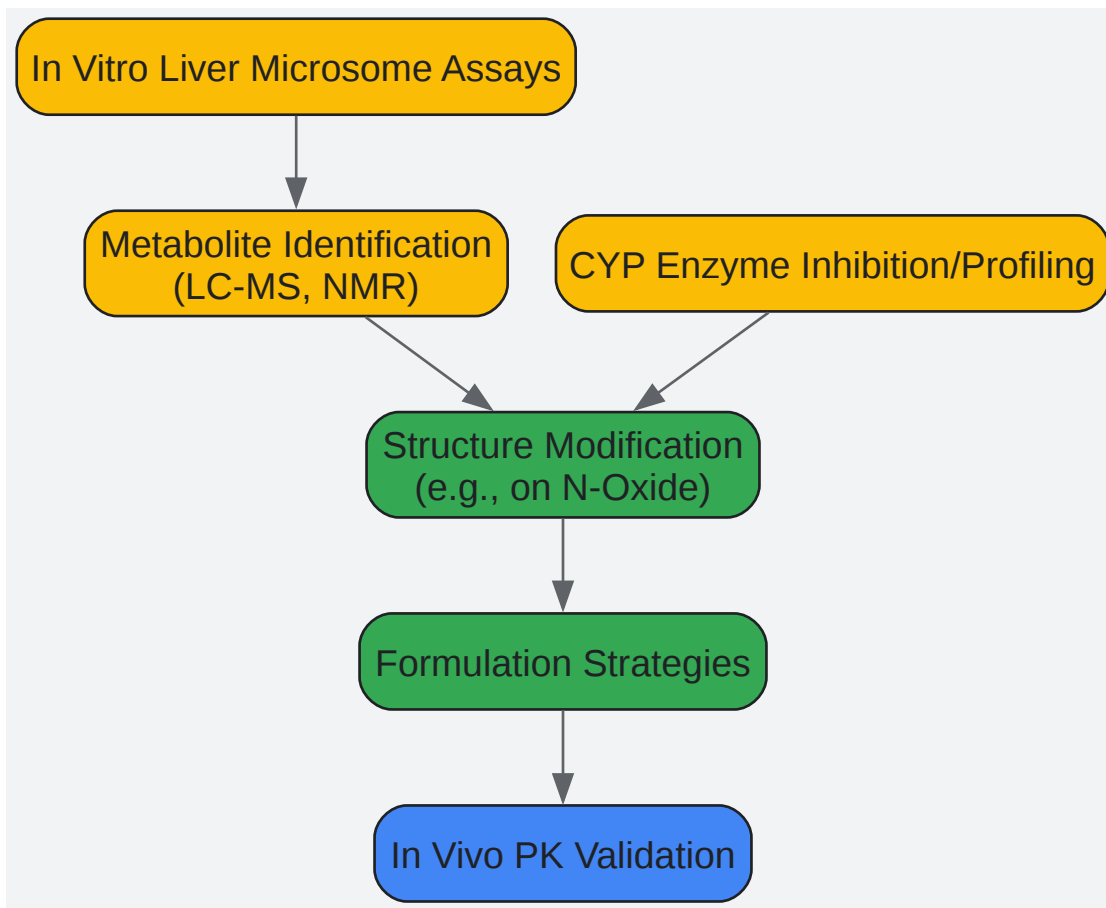 In Vitro Liver Microsome Assays
Metabolite Identification
(LC-MS, NMR)
CYP Enzyme Inhibition/Profiling
Structure Modification
(e.g., on N-Oxide)
Formulation Strategies
In Vivo PK Validation